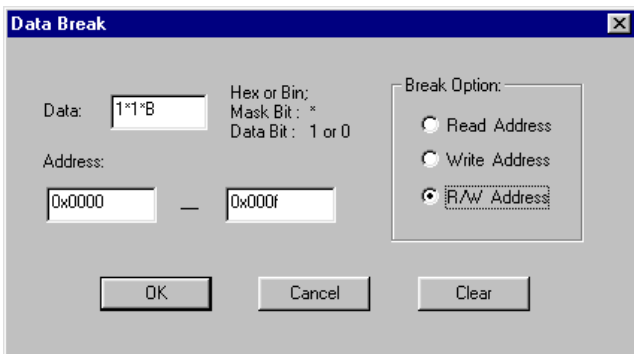 Data Break
Data:
1*1*B
Hex or Bin;
Mask Bit : *
Data Bit : 1 or 0
Address:
0x0000
—
0x000f
Break Option:
Read Address
Write Address
R/W Address
OK
Cancel
Clear